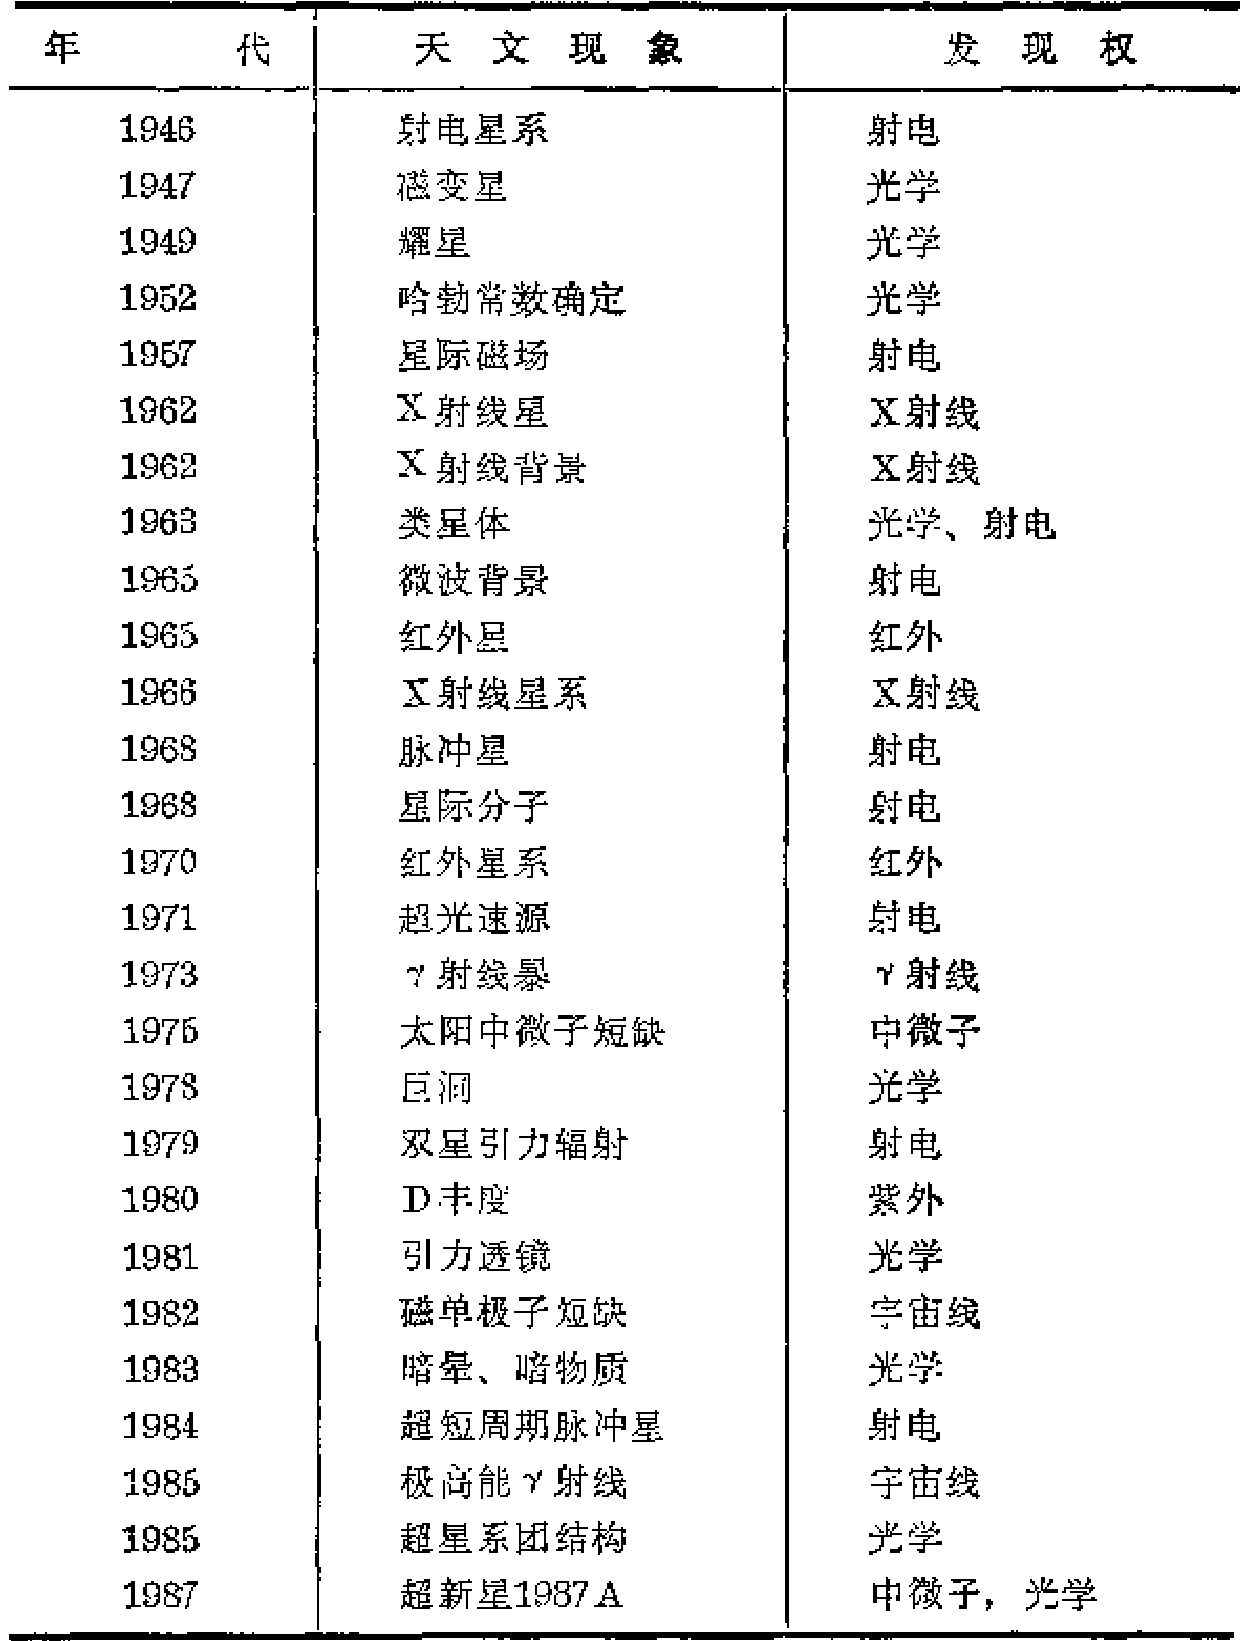 年 代 天 文 现 象 发 现 权
1946 射电星系 射电
1947 磁变星 光学
1949 耀星 光学
1952 哈勃常数确定 光学
1957 星际磁场 射电
1962 X射线星 X射线
1962 X射线背景 X射线
1963 类星体 光学、射电
1965 微波背景 射电
1965 红外星 红外
1966 X射线星系 X射线
1968 脉冲星 射电
1968 星际分子 射电
1970 红外星系 红外
1971 超光速源 射电
1973 γ射线暴 γ射线
1975 太阳中微子短缺 中微子
1978 巨洞 光学
1979 双星引力辐射 射电
1980 D丰度 紫外
1981 引力透镜 光学
1982 磁单极子短缺 宇宙线
1983 暗晕、暗物质 光学
1984 超短周期脉冲星 射电
1985 极高能γ射线 宇宙线
1985 超星系团结构 光学
1987 超新星1987A 中微子，光学